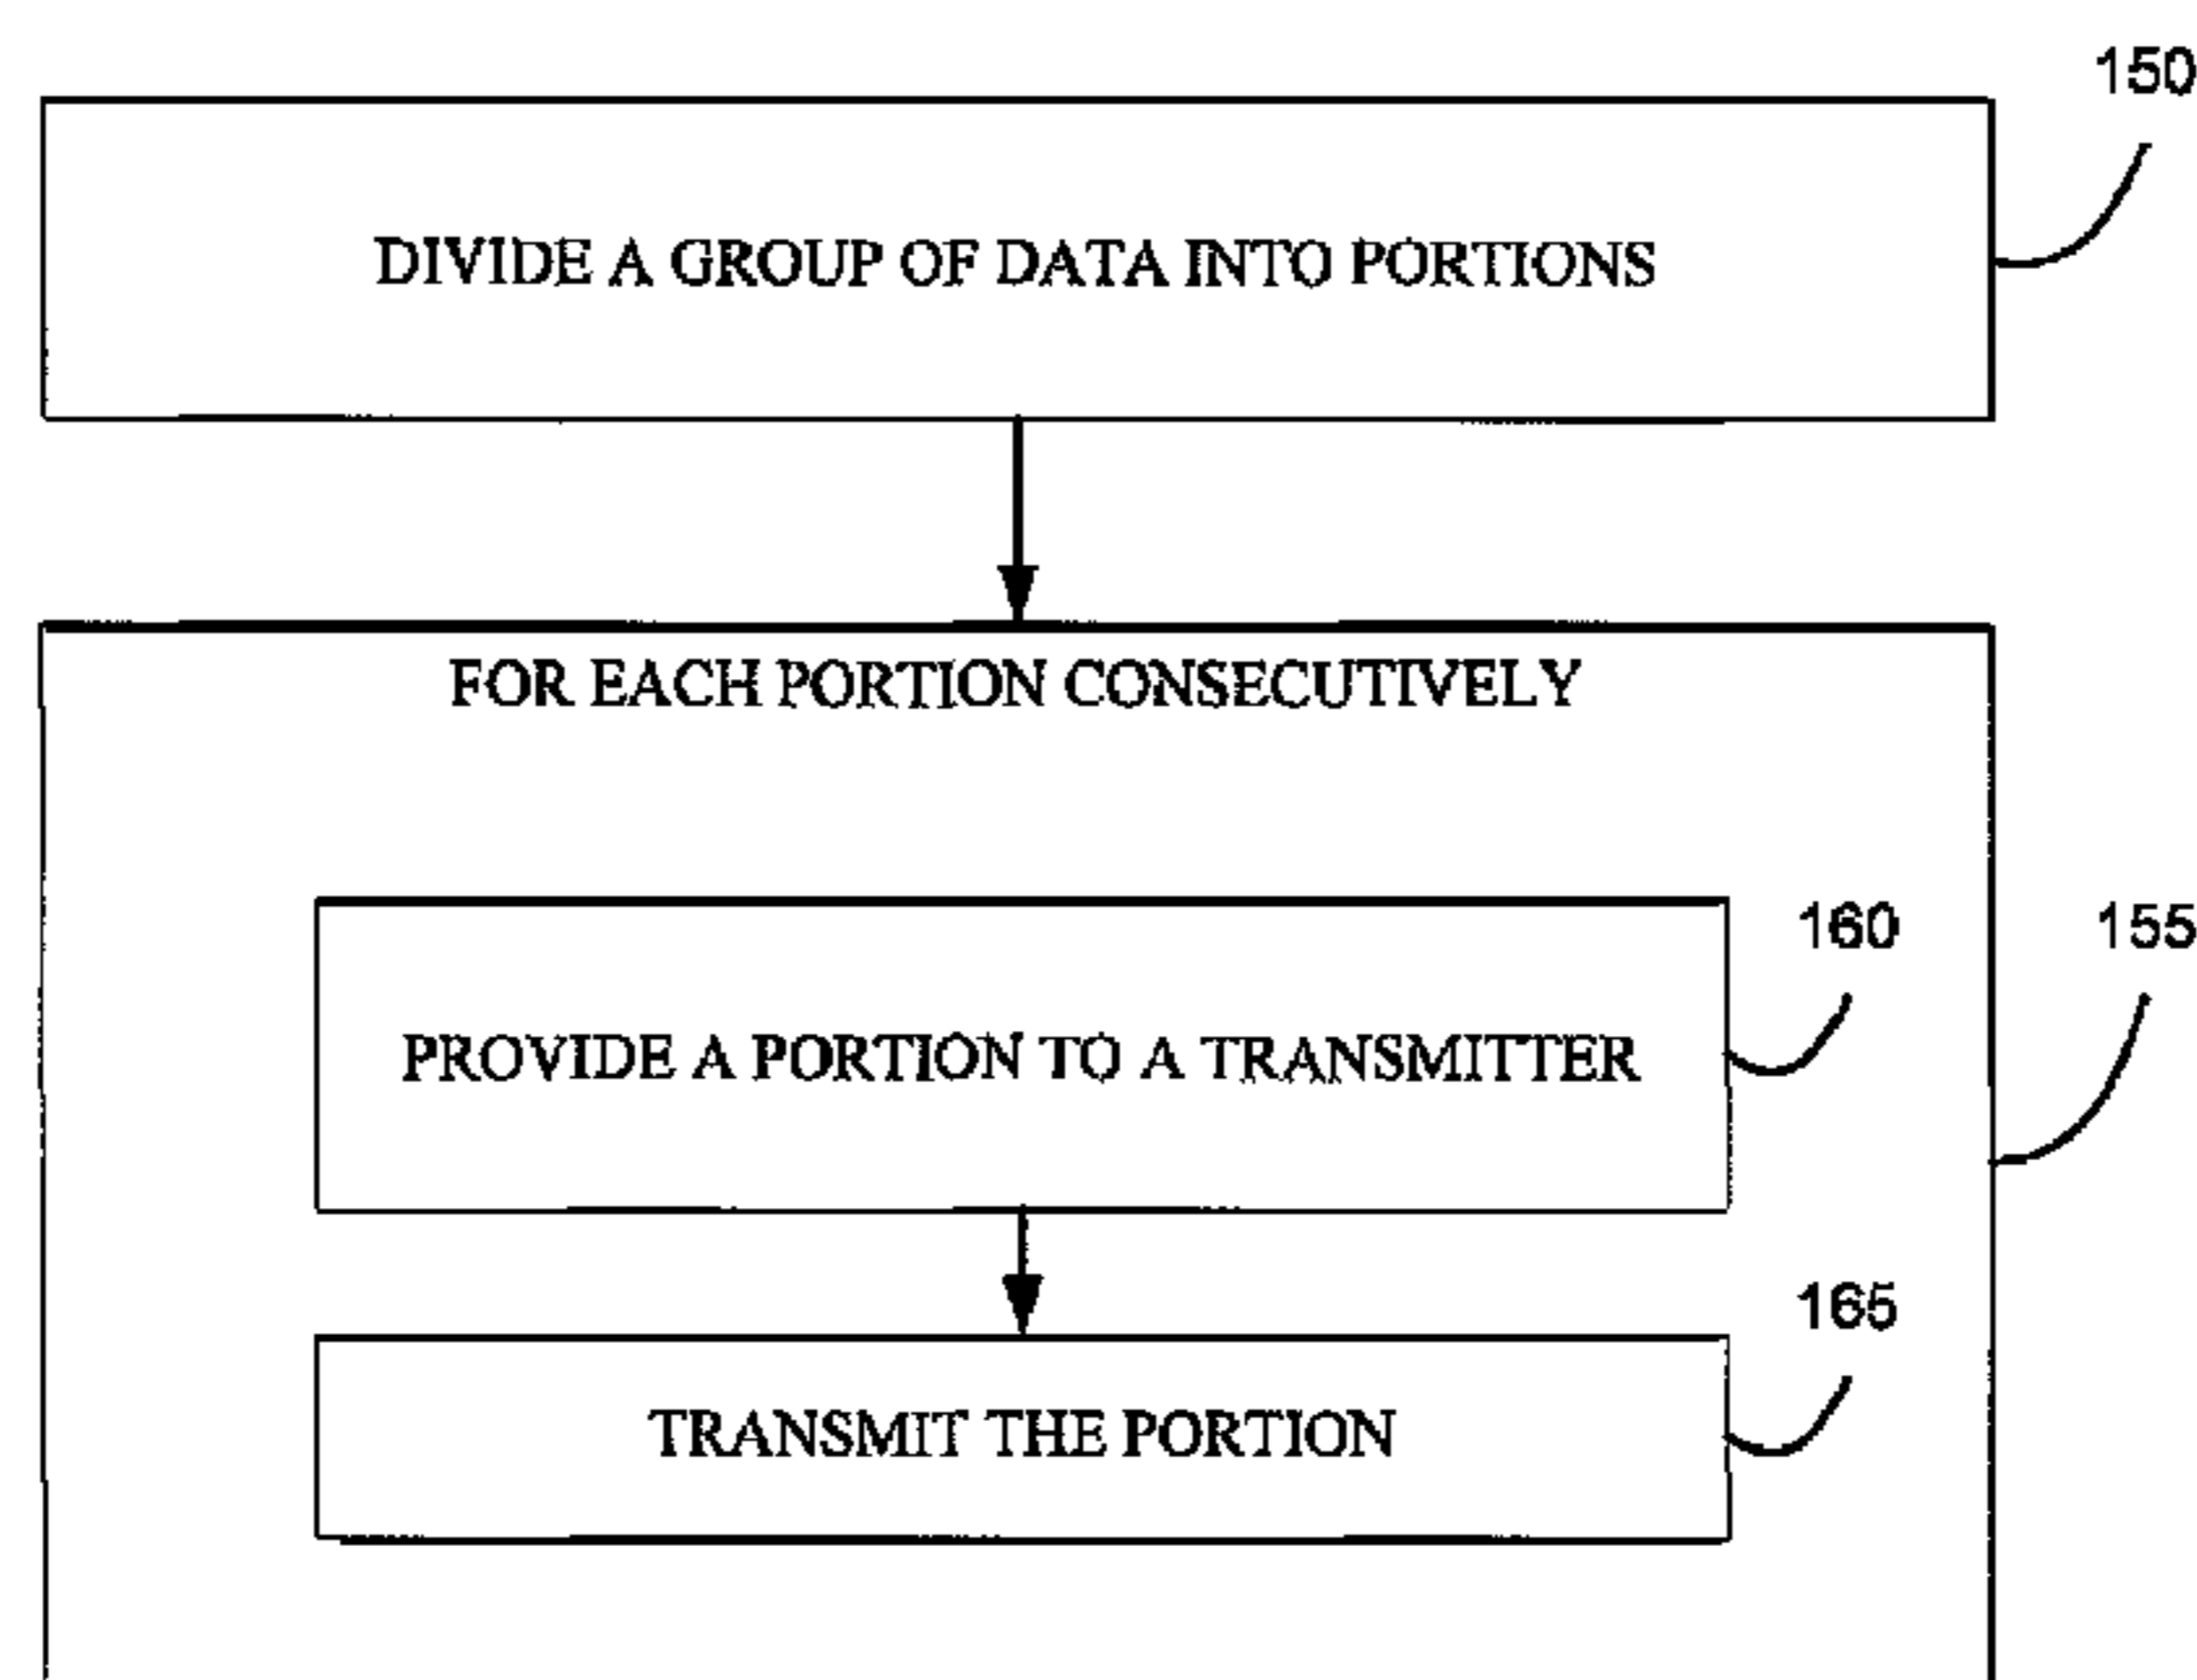 150
DIVIDE A GROUP OF DATA INTO PORTIONS
FOR EACH PORTION CONSECUTIVELY
160
155
PROVIDE A PORTION TO A TRANSMITTER
165
TRANSMIT THE PORTION